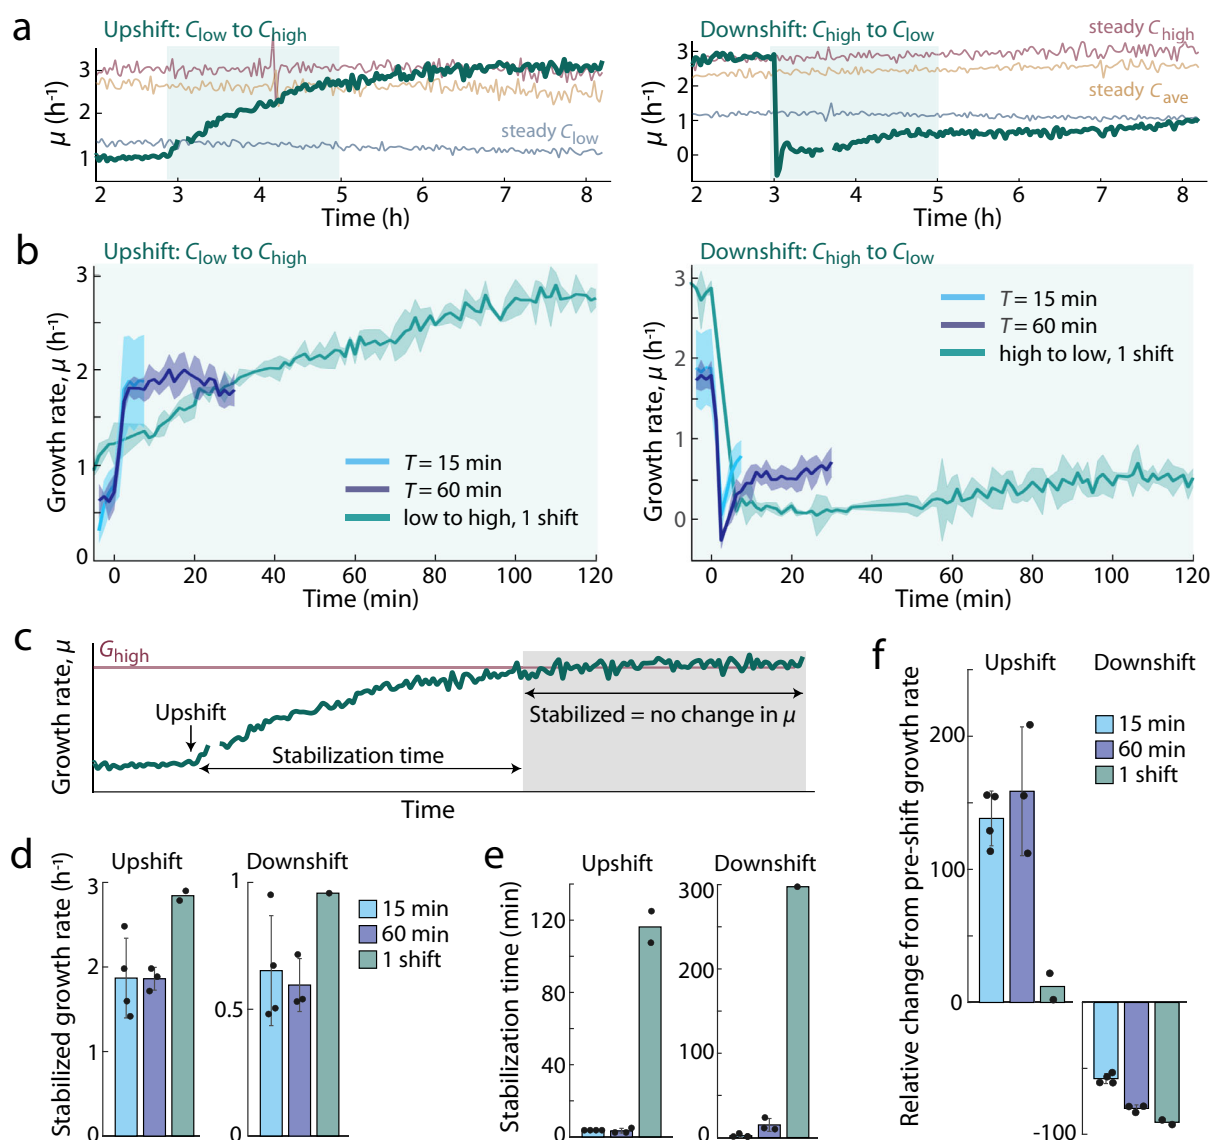 a
Upshift: Clow to Chigh
3
2
1
μ (h-1)
steady Clow
2 3 4 5 6 7 8
Time (h)
Downshift: Chigh to Clow
steady Chigh
steady Cave
3
2
1
0
μ (h-1)
2 3 4 5 6 7 8
Time (h)
b
Upshift: Clow to Chigh
3
2
1
0
Growth rate, μ (h-1)
T = 15 min
T = 60 min
low to high, 1 shift
0 20 40 60 80 100 120
Time (min)
Downshift: Chigh to Clow
3
2
1
0
Growth rate, μ (h-1)
T = 15 min
T = 60 min
high to low, 1 shift
0 20 40 60 80 100 120
Time (min)
c
Growth rate, μ
Ghigh
Upshift
Stabilization time
Stabilized = no change in μ
Time
d
Stabilized growth rate (h-1)
Upshift
3
2
1
0
Downshift
1
0.5
0
15 min
60 min
1 shift
e
Stabilization time (min)
Upshift
120
80
40
0
Downshift
300
200
100
0
f
Relative change from pre-shift growth rate
Upshift
Downshift
200
100
0
-100
15 min
60 min
1 shift